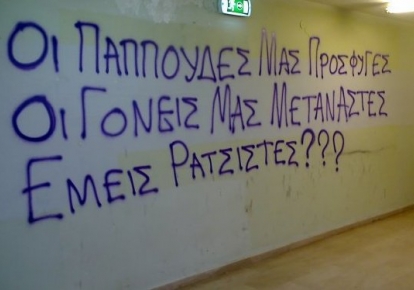 Οι Παππουδες Μας Προσφυγες
Οι Γονεις Μας Μεταναστες
Εμεις Ρατσιστες???